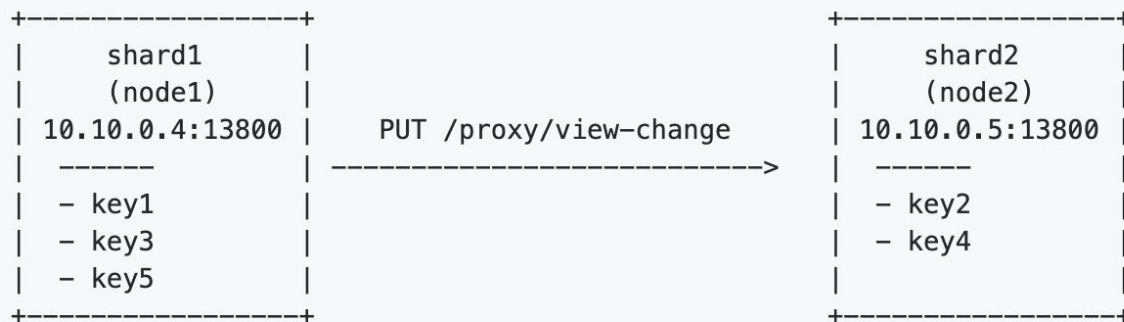 +------------------+                                 +------------------+
|     shard1       |                                 |     shard2       |
|     (node1)      |                                 |     (node2)      |
| 10.10.0.4:13800  |    PUT /proxy/view-change       | 10.10.0.5:13800  |
|  ------          | --------------------------->    |  ------          |
|  - key1          |                                 |  - key2          |
|  - key3          |                                 |  - key4          |
|  - key5          |                                 |                  |
+------------------+                                 +------------------+